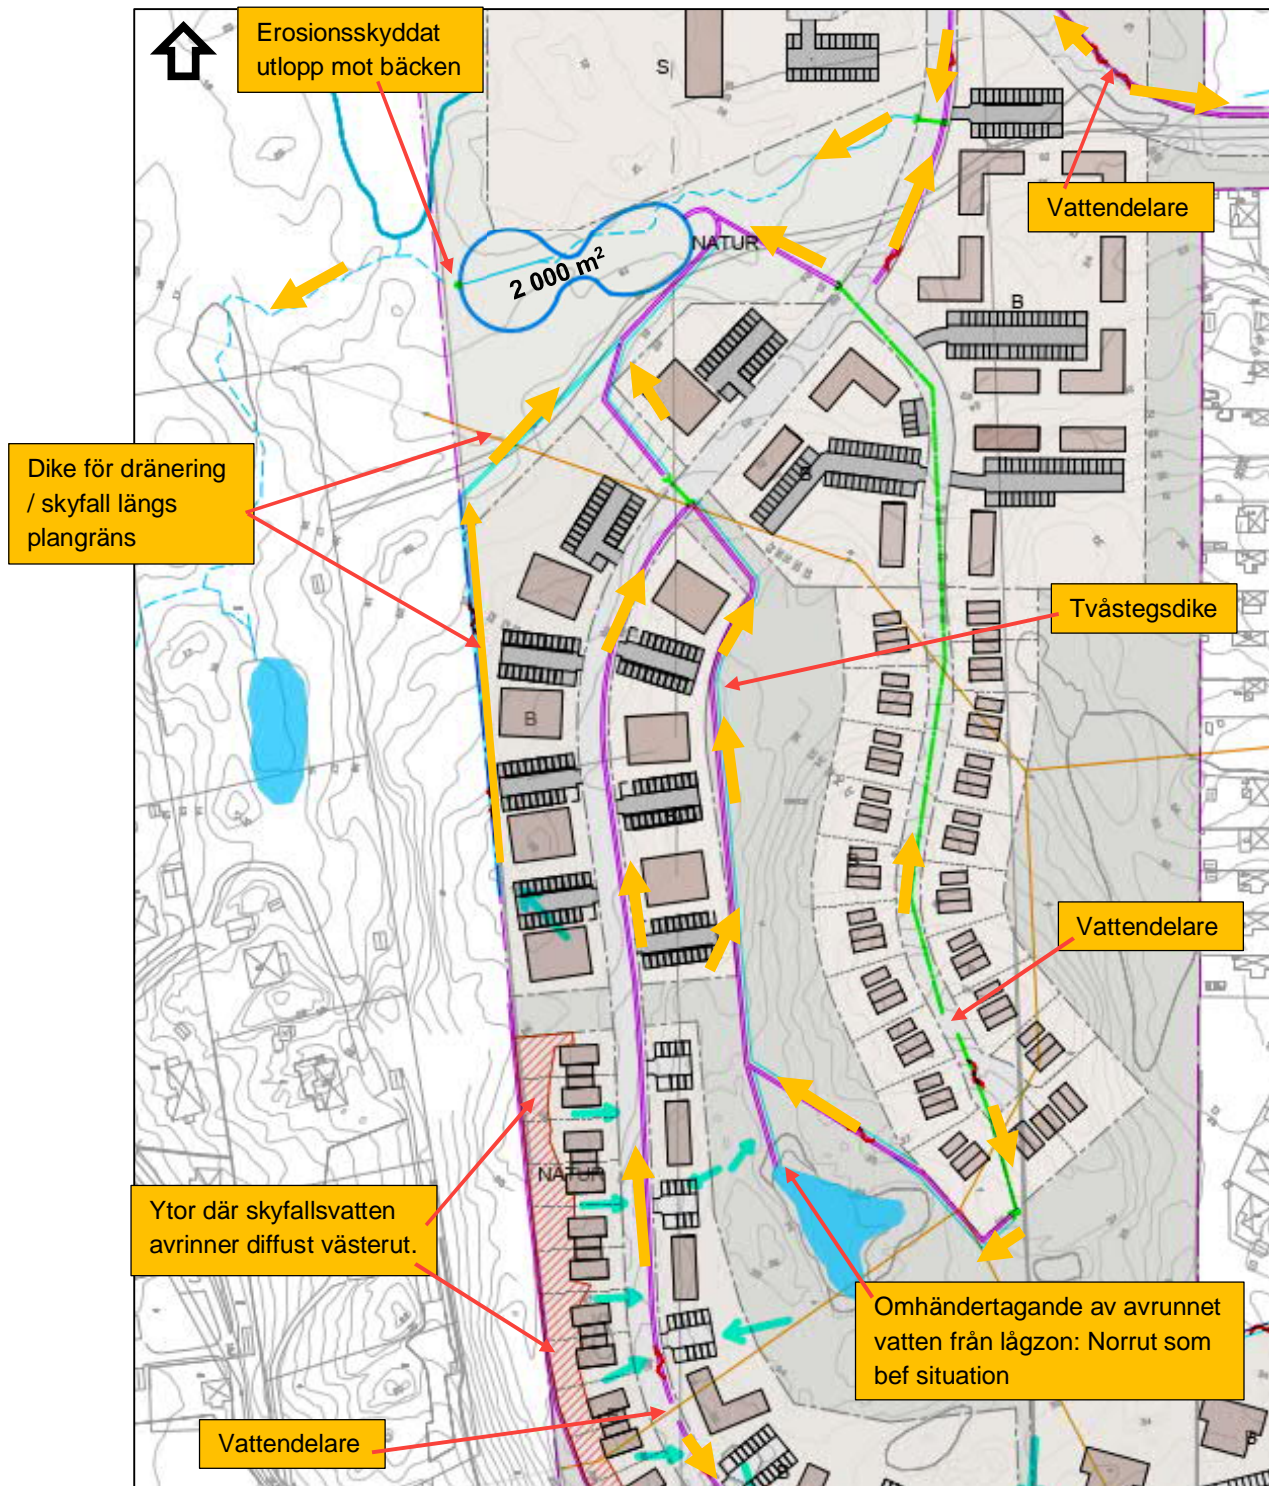 Erosionsskyddat
utlopp mot bäcken
S
Vattendelare
NATUR
2 000 m²
B
Dike för dränering
/ skyfall längs
plangräns
B
Tvåstegsdike
B
B
B
Vattendelare
NATUR
Ytor där skyfallsvatten
avrinner diffust västerut.
Omhändertagande av avrunnet
vatten från lågzon: Norrut som
bef situation
Vattendelare
B
B